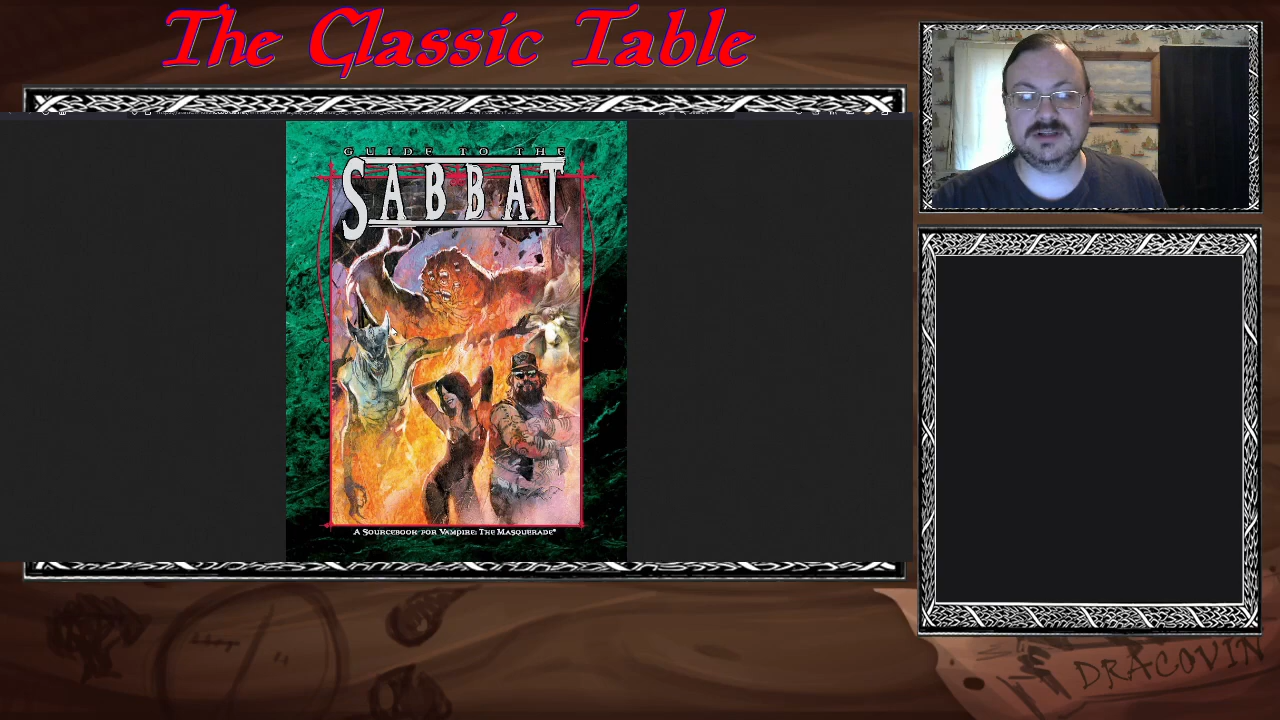 The Classic Table
GUIDE TO THE
SABBAT
A SOURCEBOOK FOR VAMPIRE: THE MASQUERADE®
DRACOVIN